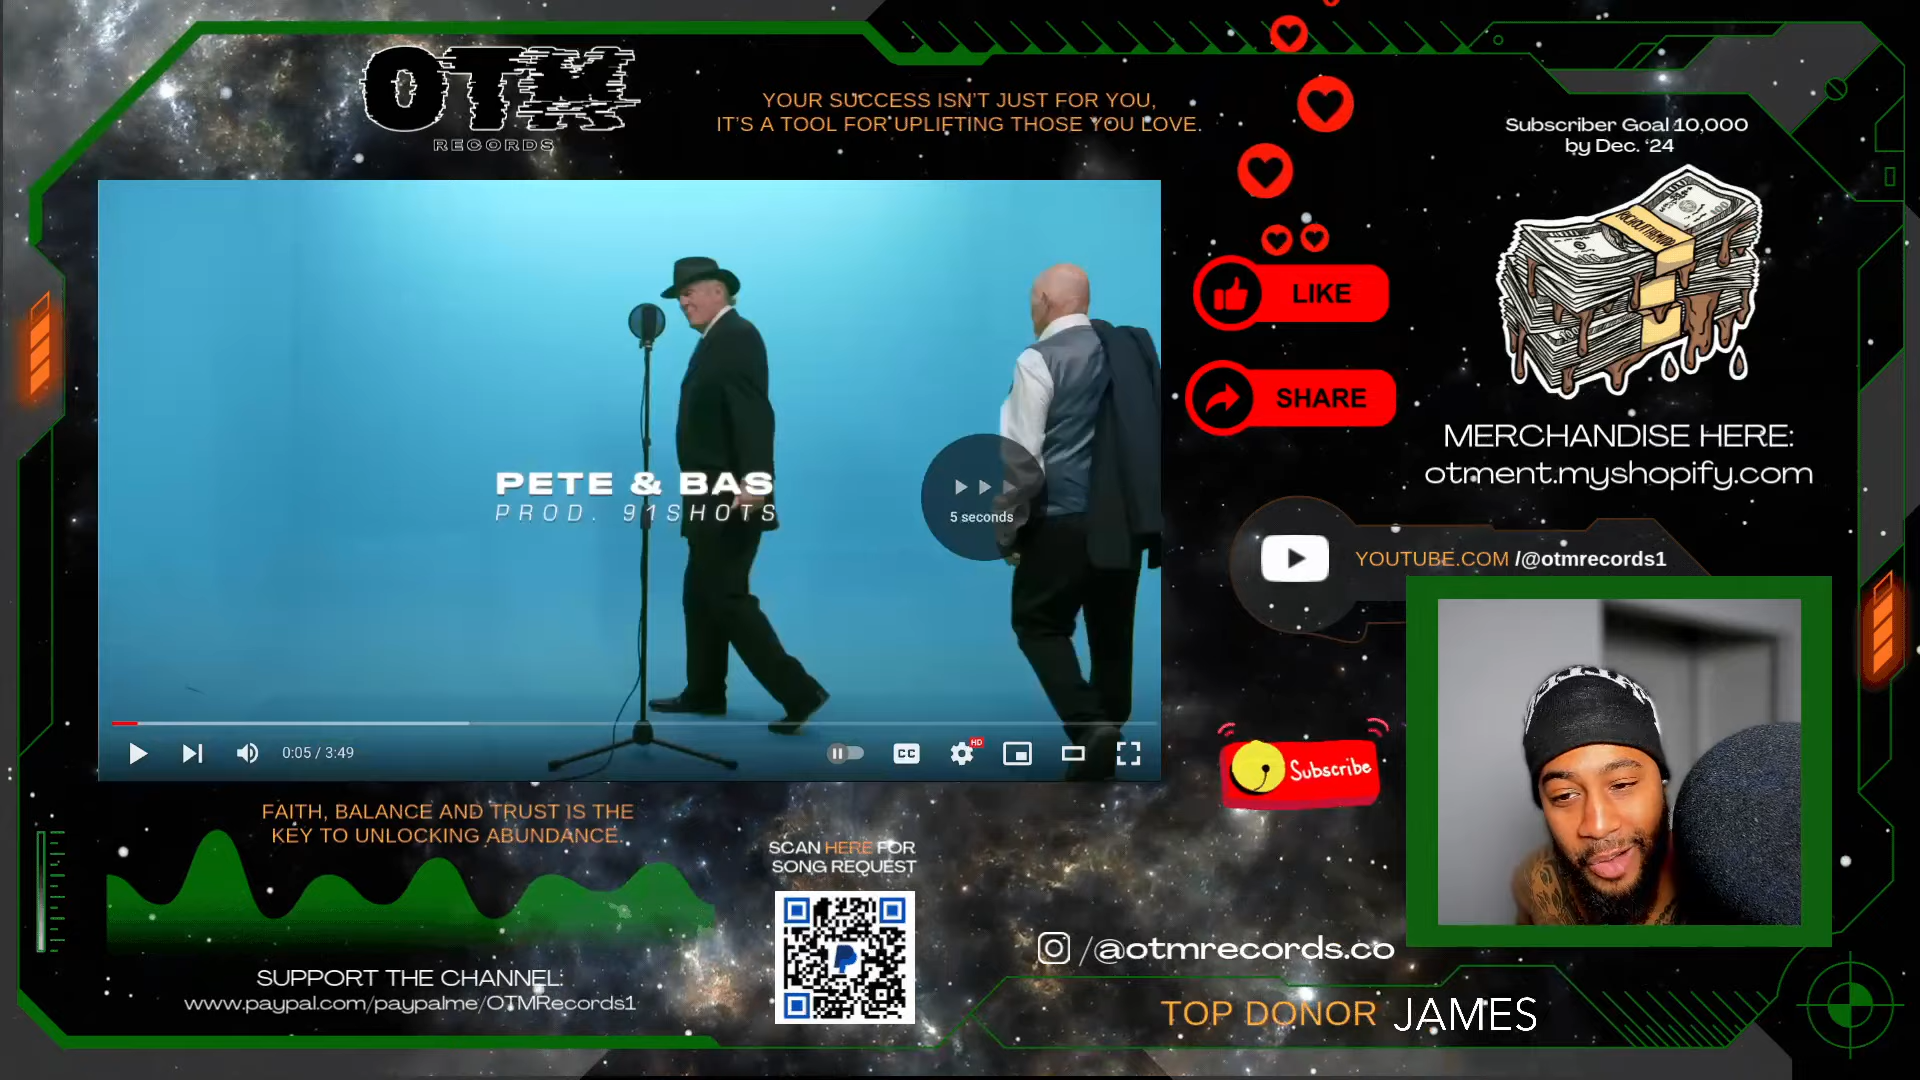 OTM
RECORDS
YOUR SUCCESS ISN'T JUST FOR YOU,
IT'S A TOOL FOR UPLIFTING THOSE YOU LOVE.
Subscriber Goal 10,000
by Dec. '24
LIKE
SHARE
MERCHANDISE HERE:
otment.myshopify.com
PETE & BAS
PROD. 91SHOTS
5 seconds
YOUTUBE.COM /@otmrecords1
0:05 / 3:49
CC
HD
Subscribe
FAITH, BALANCE AND TRUST IS THE
KEY TO UNLOCKING ABUNDANCE.
SCAN HERE FOR
SONG REQUEST
SUPPORT THE CHANNEL:
www.paypal.com/paypalme/OTMRecords1
/@otmrecords.co
TOP DONOR JAMES